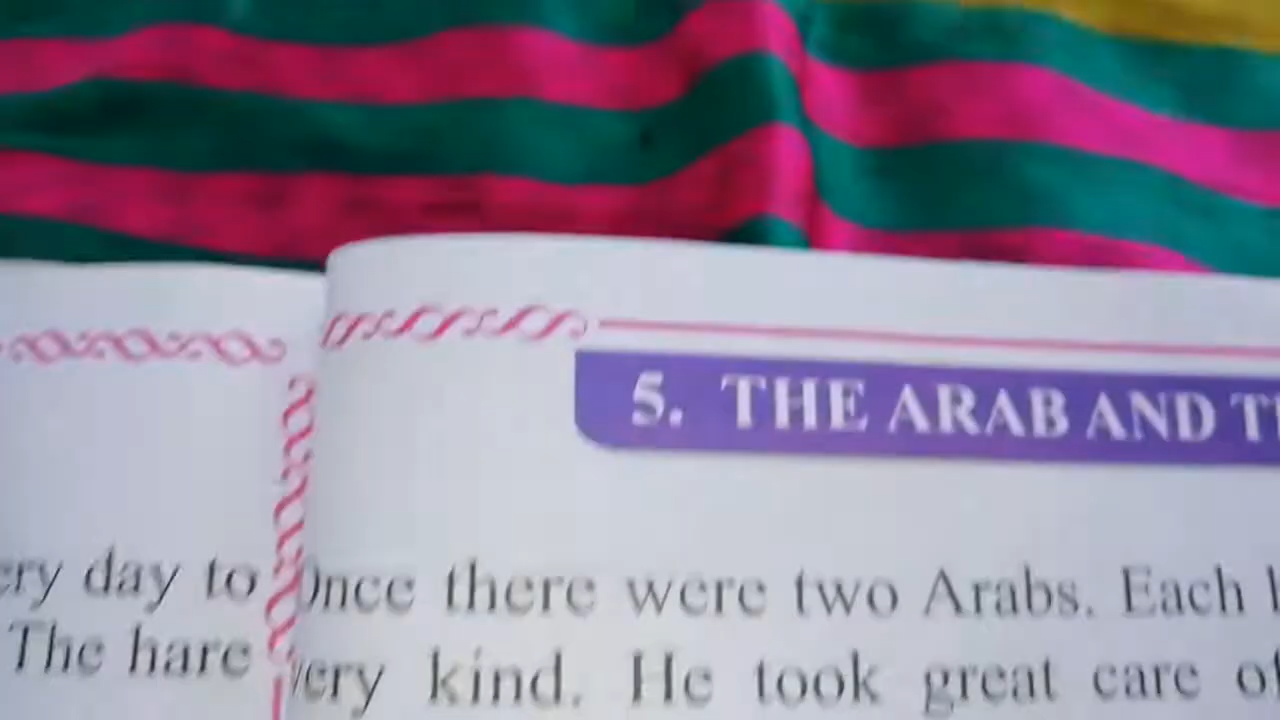 ery day to
The hare
5. THE ARAB AND T
Once there were two Arabs. Each
very kind. He took great care of